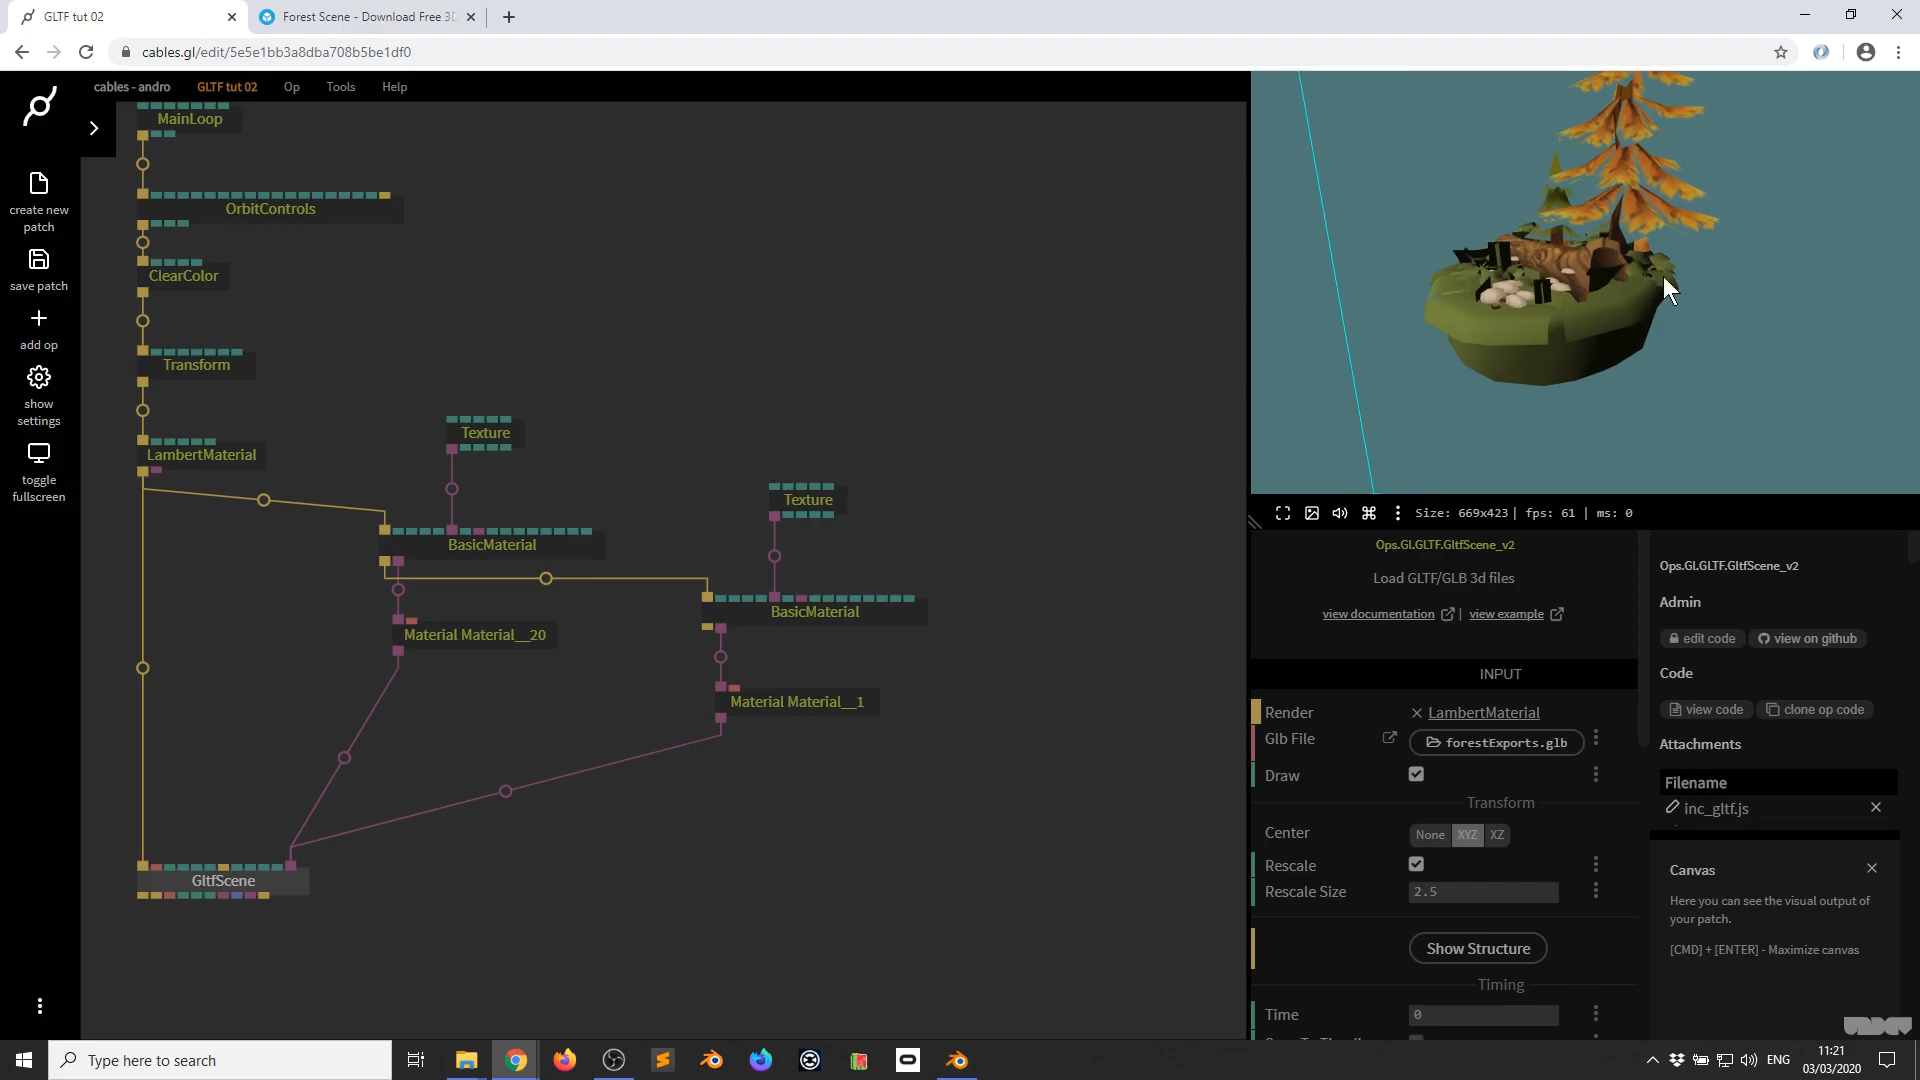 GLTF tut 02
Forest Scene - Download Free 3D
cables.gl/edit/5e5e1bb3a8dba708b5be1df0
cables - andro
GLTF tut 02
Op
Tools
Help
create new
patch
save patch
add op
show
settings
toggle
fullscreen
MainLoop
OrbitControls
ClearColor
Transform
LambertMaterial
Texture
Texture
BasicMaterial
BasicMaterial
Material Material__20
Material Material__1
GltfScene
Size: 669x423 | fps: 61 | ms: 0
Ops.Gl.GLTF.GltfScene_v2
Load GLTF/GLB 3d files
view documentation | view example
INPUT
Render
× LambertMaterial
Glb File
forestExports.glb
Draw
Transform
Center
None XYZ XZ
Rescale
Rescale Size
2.5
Show Structure
Timing
Time
0
Ops.Gl.GLTF.GltfScene_v2
Admin
edit code
view on github
Code
view code
clone op code
Attachments
Filename
inc_gltf.js
Canvas
Here you can see the visual output of
your patch.
[CMD] + [ENTER] - Maximize canvas
UNDEV
Type here to search
ENG
11:21
03/03/2020